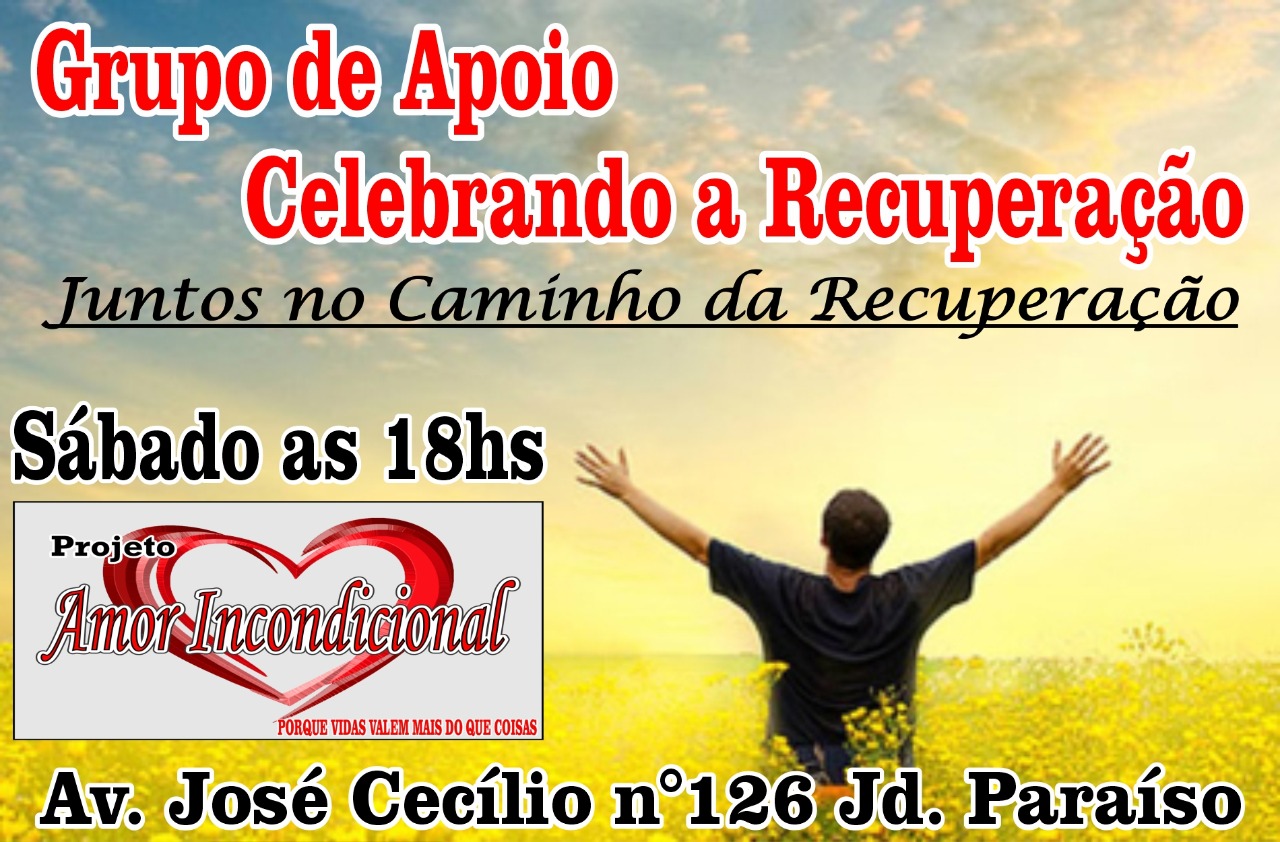 Grupo de Apoio
Celebrando a Recuperação
Juntos no Caminho da Recuperação
Sábado as 18hs
Projeto
Amor Incondicional
PORQUE VIDAS VALEM MAIS DO QUE COISAS
Av. José Cecílio n°126 Jd. Paraíso